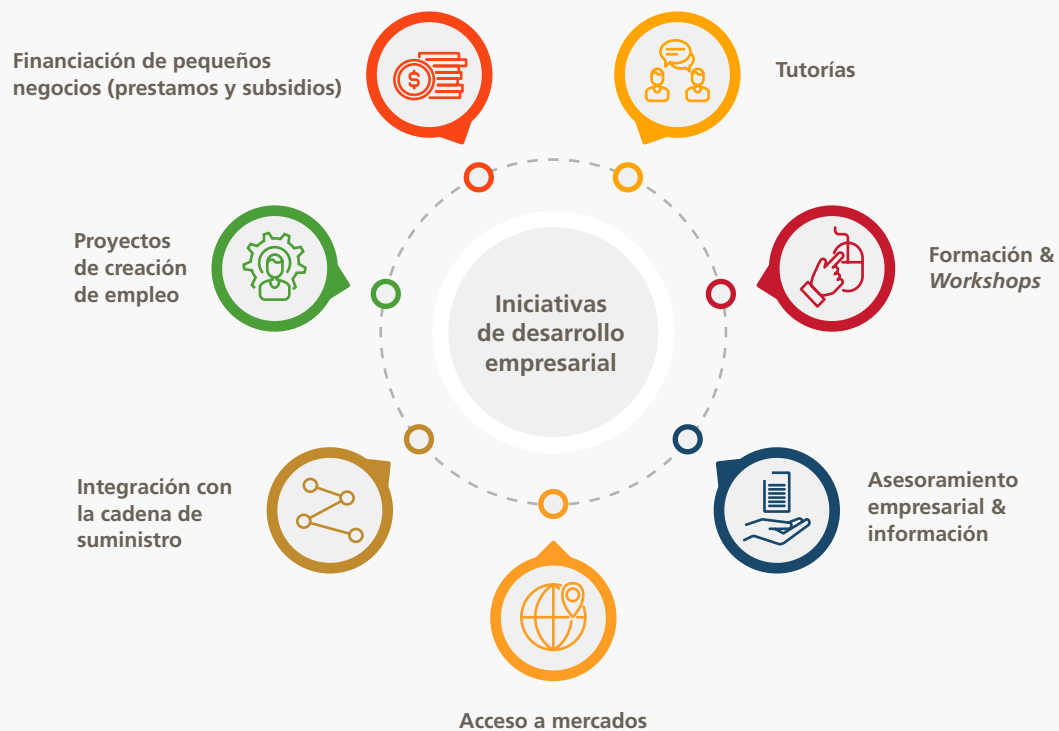 Financiación de pequeños
negocios (prestamos y subsidios)
$
Tutorías
Proyectos
de creación
de empleo
Formación &
Workshops
Iniciativas
de desarrollo
empresarial
Integración con
la cadena de
suministro
Asesoramiento
empresarial &
información
Acceso a mercados